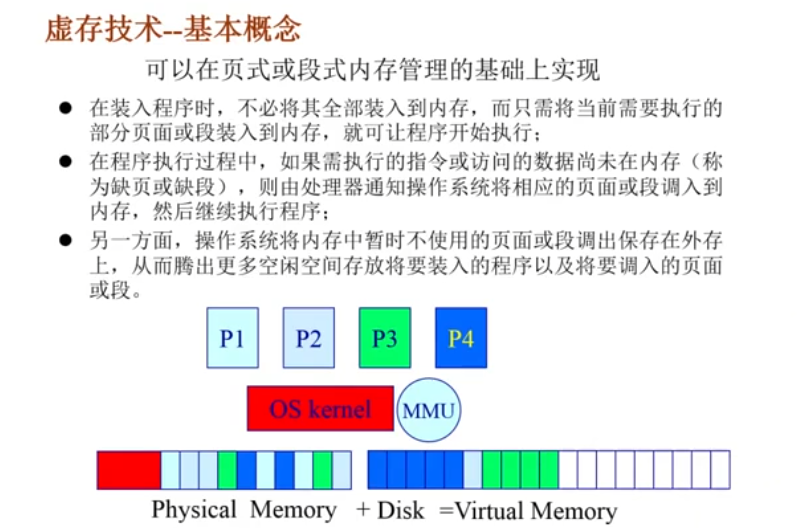 虚存技术--基本概念
可以在页式或段式内存管理的基础上实现
● 在装入程序时，不必将其全部装入到内存，而只需将当前需要执行的
部分页面或段装入到内存，就可让程序开始执行；
● 在程序执行过程中，如果需执行的指令或访问的数据尚未在内存（称
为缺页或缺段），则由处理器通知操作系统将相应的页面或段调入到
内存，然后继续执行程序；
● 另一方面，操作系统将内存中暂时不使用的页面或段调出保存在外存
上，从而腾出更多空闲空间存放将要装入的程序以及将要调入的页面
或段。
P1 P2 P3 P4
OS kernel MMU
Physical Memory + Disk =Virtual Memory